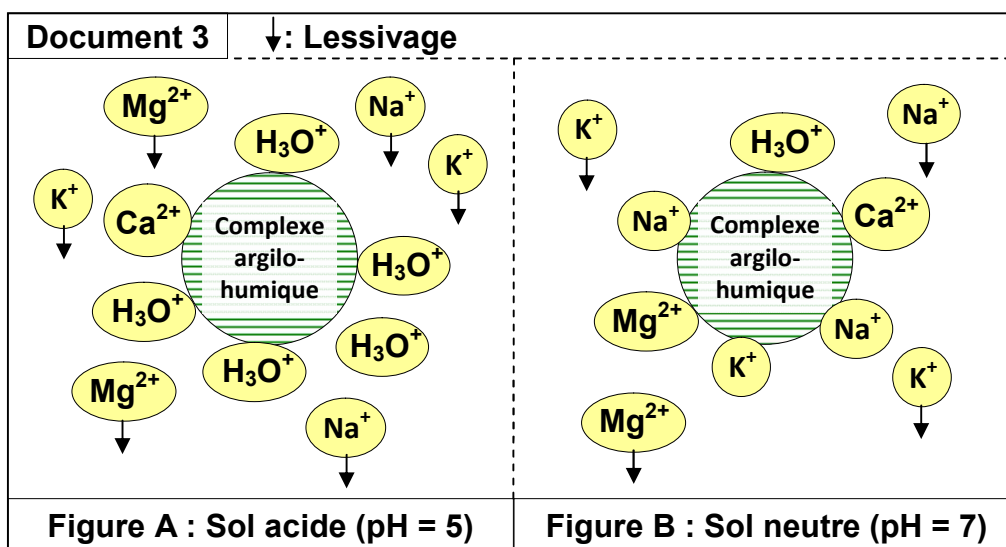 Document 3
↓: Lessivage
Mg²⁺
Na⁺
H₃O⁺
K⁺
K⁺
Ca²⁺
Complexe
argilo-
humique
H₃O⁺
H₃O⁺
H₃O⁺
H₃O⁺
Mg²⁺
Na⁺
Figure A : Sol acide (pH = 5)
K⁺
Na⁺
H₃O⁺
Na⁺
Ca²⁺
Complexe
argilo-
humique
Mg²⁺
Na⁺
K⁺
K⁺
Mg²⁺
Figure B : Sol neutre (pH = 7)